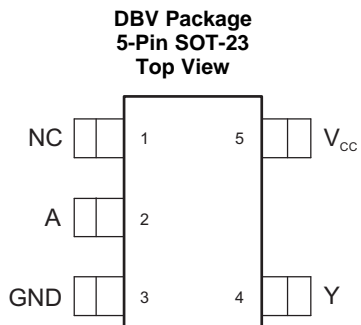 DBV Package
5-Pin SOT-23
Top View
NC 1 5 VCC
A 2
GND 3 4 Y